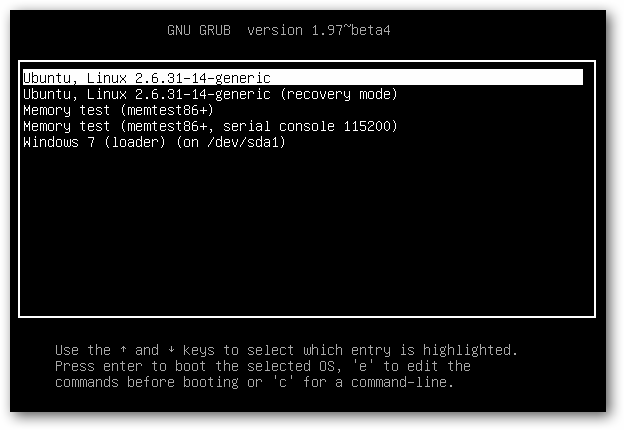 GNU GRUB  version 1.97~beta4
Ubuntu, Linux 2.6.31-14-generic
Ubuntu, Linux 2.6.31-14-generic (recovery mode)
Memory test (memtest86+)
Memory test (memtest86+, serial console 115200)
Windows 7 (loader) (on /dev/sda1)
Use the ↑ and ↓ keys to select which entry is highlighted.
Press enter to boot the selected OS, 'e' to edit the
commands before booting or 'c' for a command-line.